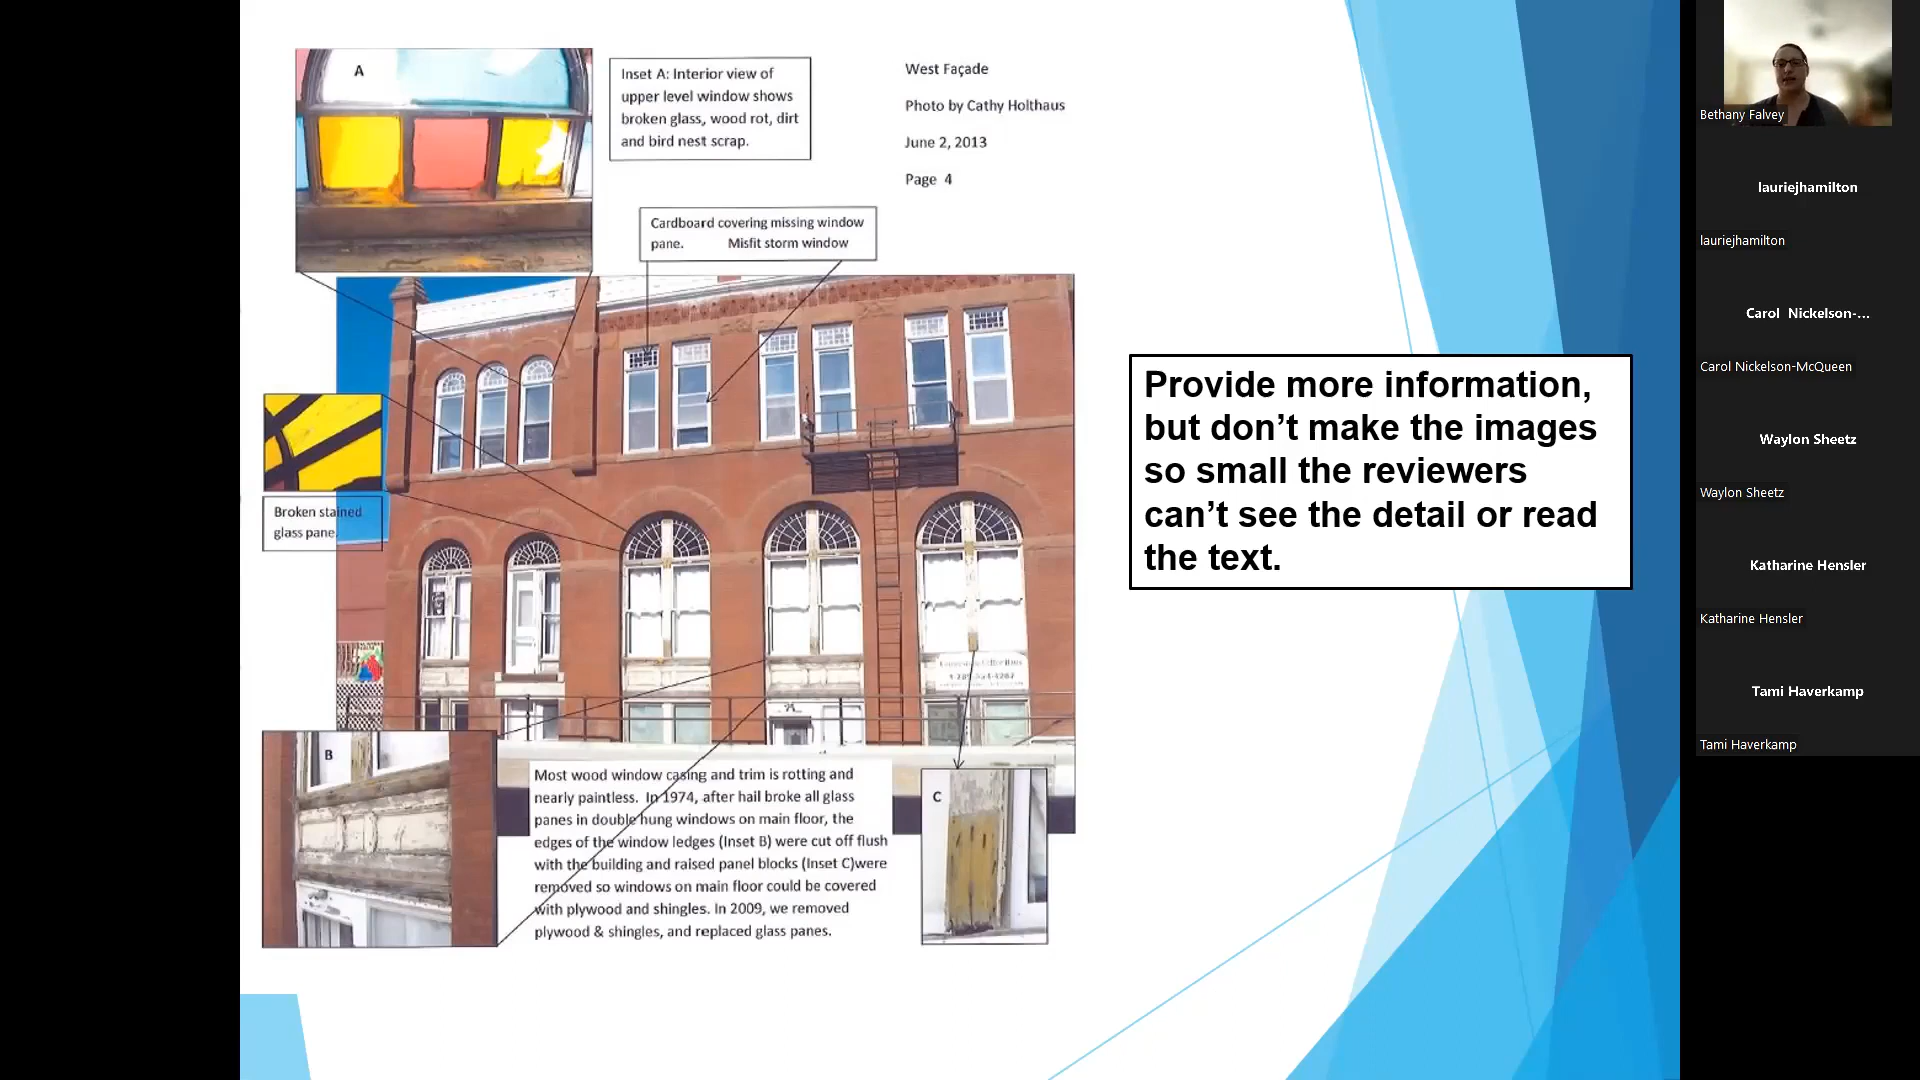 A
Inset A: Interior view of
upper level window shows
broken glass, wood rot, dirt
and bird nest scrap.
West Façade
Photo by Cathy Holthaus
June 2, 2013
Page 4
Cardboard covering missing window
pane. Misfit storm window
Broken stained
glass pane.
B
Most wood window casing and trim is rotting and
nearly paintless. In 1974, after hail broke all glass
panes in double hung windows on main floor, the
edges of the window ledges (Inset B) were cut off flush
with the building and raised panel blocks (Inset C)were
removed so windows on main floor could be covered
with plywood and shingles. In 2009, we removed
plywood & shingles, and replaced glass panes.
C
Provide more information,
but don’t make the images
so small the reviewers
can’t see the detail or read
the text.
Bethany Falvey
lauriejhamilton
lauriejhamilton
Carol Nickelson-...
Carol Nickelson-McQueen
Waylon Sheetz
Waylon Sheetz
Katharine Hensler
Katharine Hensler
Tami Haverkamp
Tami Haverkamp